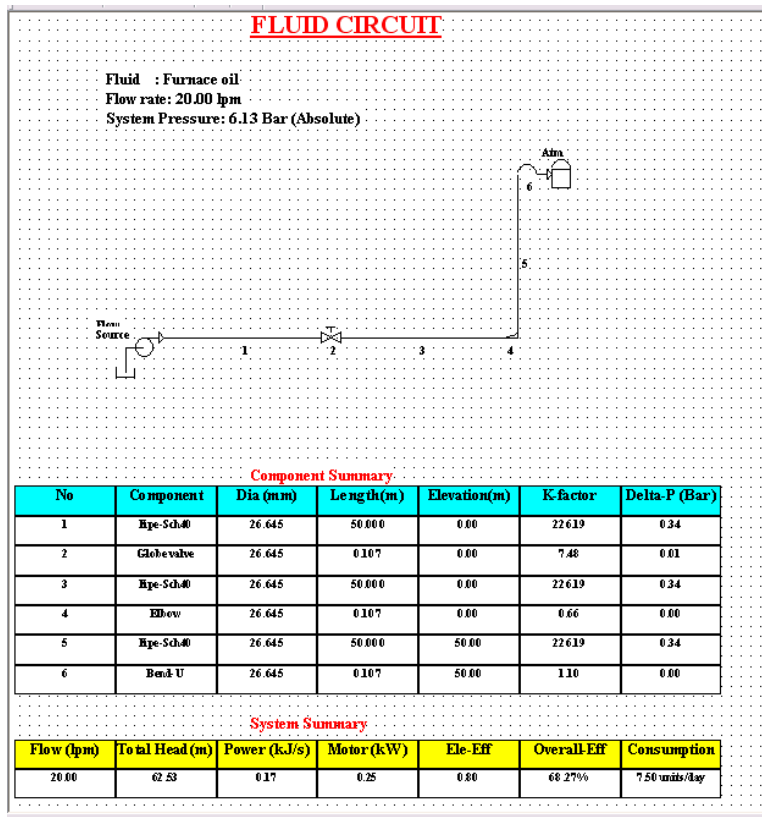 FLUID CIRCUIT
Fluid : Furnace oil
Flow rate: 20.00 lpm
System Pressure: 6.13 Bar (Absolute)
Atm
6
5
Flow
Source
1 2 3 4
Component Summary
No Component Dia (mm) Length(m) Elevation(m) K-factor Delta-P (Bar)
1 Pipe-Sch40 26.645 50.000 0.00 226.19 0.34
2 Globe valve 26.645 0.107 0.00 7.48 0.01
3 Pipe-Sch40 26.645 50.000 0.00 226.19 0.34
4 Elbow 26.645 0.107 0.00 0.66 0.00
5 Pipe-Sch40 26.645 50.000 50.00 226.19 0.34
6 Bend-U 26.645 0.107 50.00 1.10 0.00
System Summary
Flow (lpm) Total Head (m) Power (kJ/s) Motor (kW) Ele-Eff Overall-Eff Consumption
20.00 62.53 0.17 0.25 0.80 68.27% 7.50 units/day